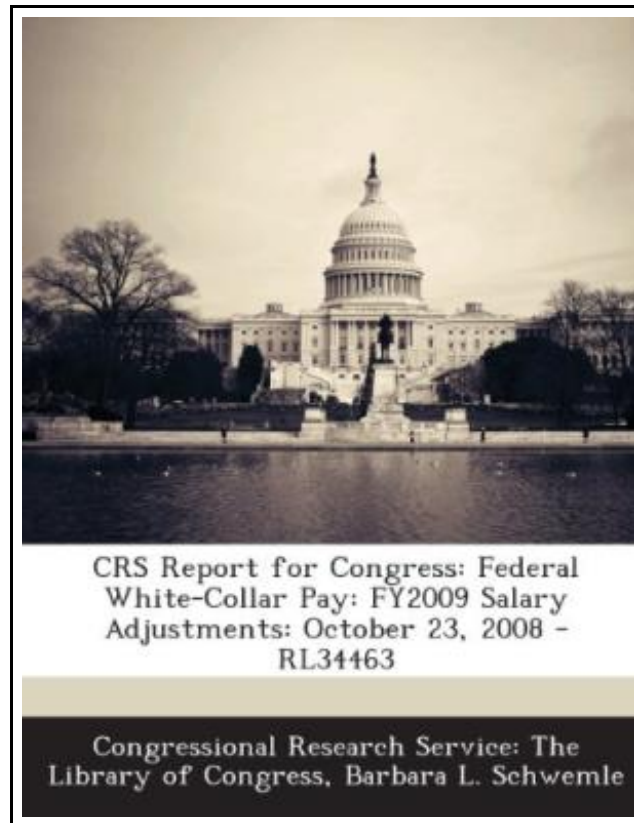 CRS Report for Congress: Federal
White-Collar Pay: FY2009 Salary
Adjustments: October 23, 2008 -
RL34463
Congressional Research Service: The
Library of Congress, Barbara L. Schwemle